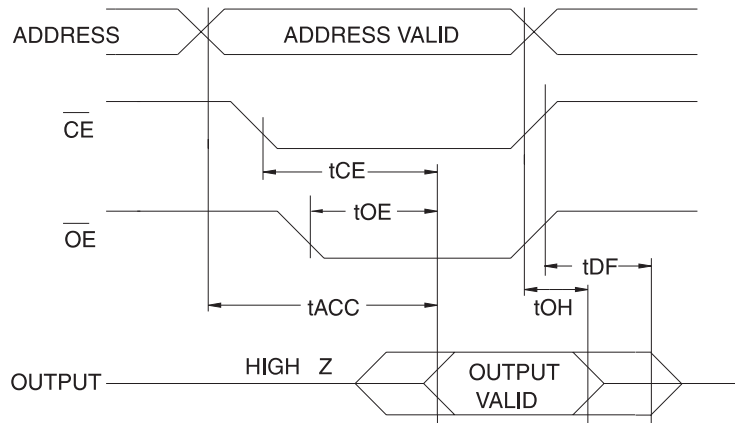 ADDRESS
ADDRESS VALID
CE
tCE
tOE
OE
tDF
tACC
tOH
HIGH Z
OUTPUT
OUTPUT
VALID